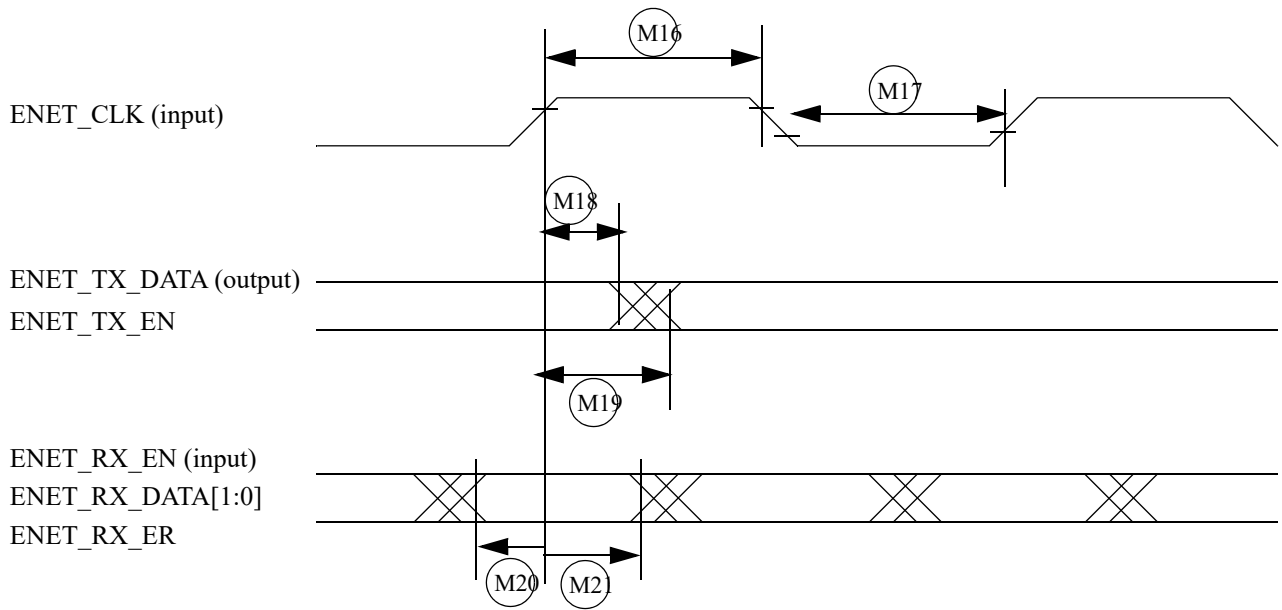 M16
M17
ENET_CLK (input)
M18
ENET_TX_DATA (output)
ENET_TX_EN
M19
ENET_RX_EN (input)
ENET_RX_DATA[1:0]
ENET_RX_ER
M20
M21